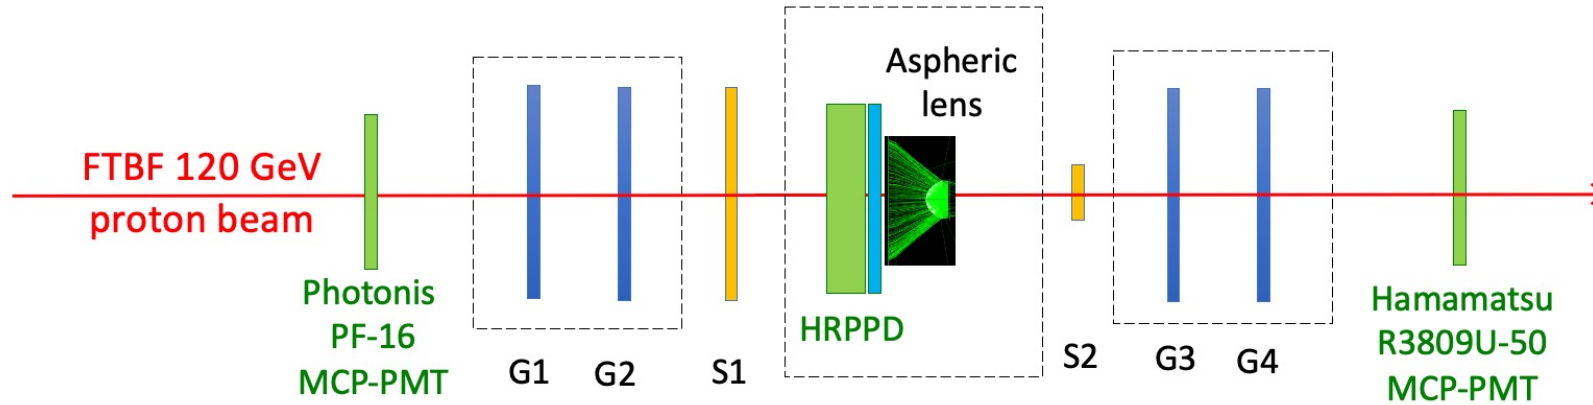 FTBF 120 GeV
proton beam
Photonis
PF-16
MCP-PMT
G1
G2
S1
Aspheric
lens
HRPPD
S2
G3
G4
Hamamatsu
R3809U-50
MCP-PMT